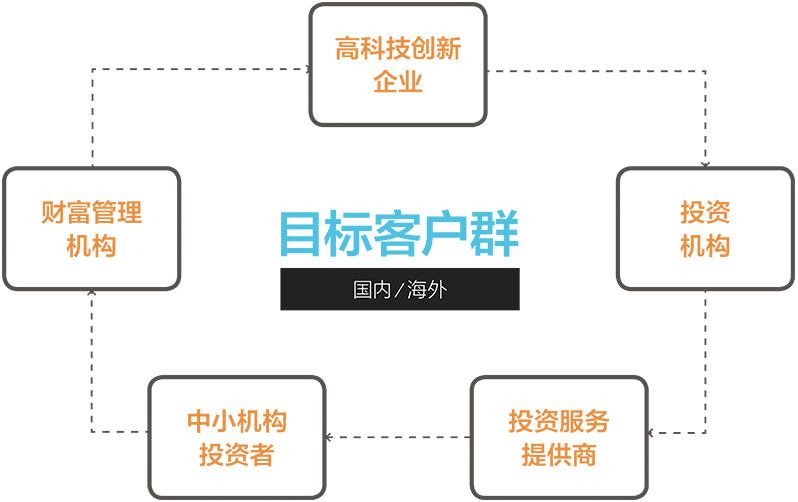 高科技创新
企业
财富管理
机构
投资
机构
目标客户群
国内/海外
中小机构
投资者
投资服务
提供商